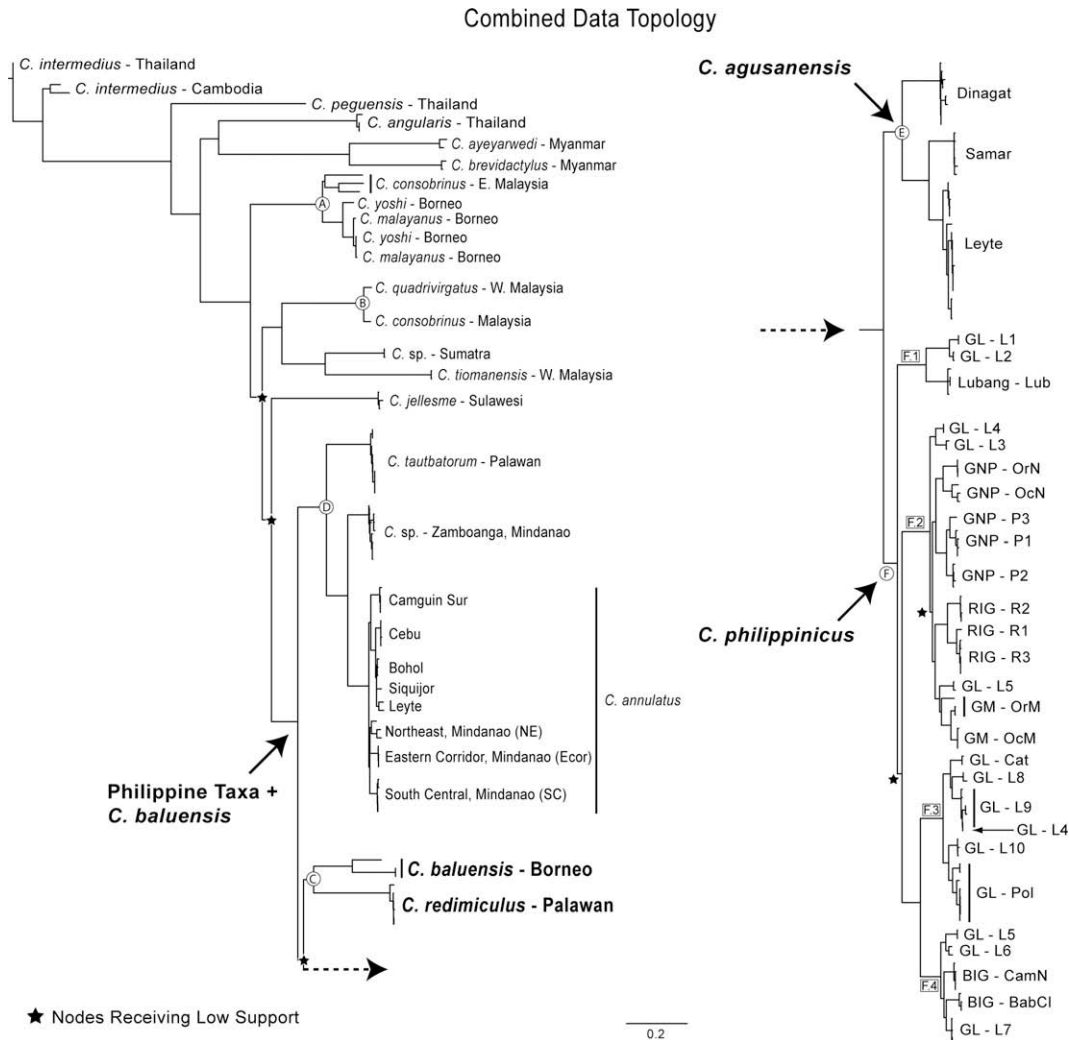 Combined Data Topology
C. intermedius - Thailand
C. intermedius - Cambodia
C. peguensis - Thailand
C. angularis - Thailand
C. ayeyarwedi - Myanmar
C. brevidactylus - Myanmar
C. consobrinus - E. Malaysia
A
C. yoshi - Borneo
C. malayanus - Borneo
C. yoshi - Borneo
C. malayanus - Borneo
C. quadrivirgatus - W. Malaysia
B
C. consobrinus - Malaysia
C. sp. - Sumatra
C. tiomanensis - W. Malaysia
C. jellesme - Sulawesi
C. tautbatorum - Palawan
D
C. sp. - Zamboanga, Mindanao
Camguin Sur
Cebu
Bohol
Siquijor
Leyte
C. annulatus
Northeast, Mindanao (NE)
Eastern Corridor, Mindanao (Ecor)
South Central, Mindanao (SC)
Philippine Taxa +
C. baluensis
C. baluensis - Borneo
C
C. redimiculus - Palawan
Nodes Receiving Low Support
0.2
C. agusanensis
Dinagat
E
Samar
Leyte
GL - L1
F.1
GL - L2
Lubang - Lub
GL - L4
GL - L3
GNP - OrN
GNP - OcN
GNP - P3
F.2
GNP - P1
GNP - P2
F
C. philippinicus
RIG - R2
RIG - R1
RIG - R3
GL - L5
GM - OrM
GM - OcM
GL - Cat
GL - L8
GL - L9
F.3
GL - L4
GL - L10
GL - Pol
GL - L5
GL - L6
BIG - CamN
F.4
BIG - BabCl
GL - L7